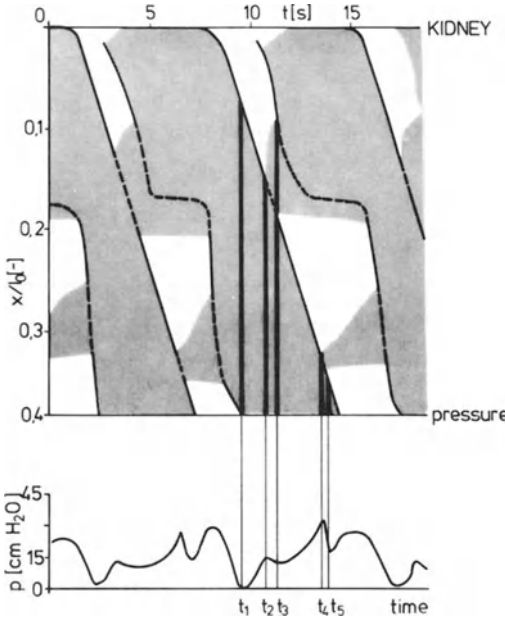 0 5 10 t[s] 15 KIDNEY
0,1
0,2
x/l₀[-]
0,3
0,4 pressure
45
p [cm H₂O]
15
0
t₁ t₂ t₃ t₄ t₅ time